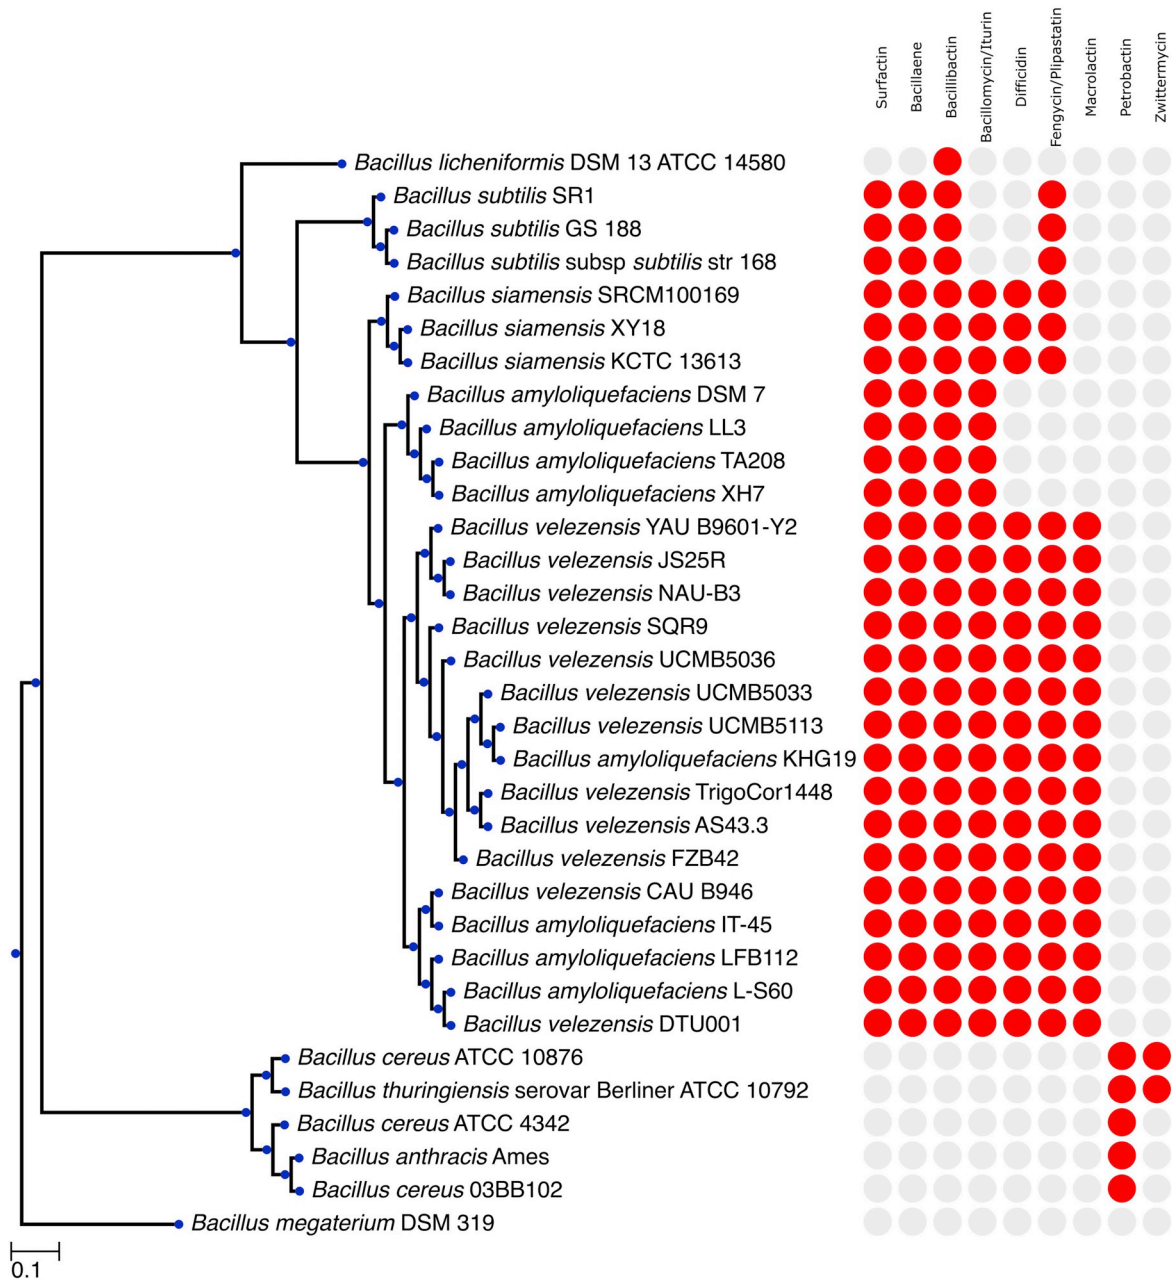 Surfactin
Bacillaene
Bacillibactin
Bacillomycin/Iturin
Difficidin
Fengycin/Plipastatin
Macrolactin
Petrobactin
Zwittermycin
Bacillus licheniformis DSM 13 ATCC 14580
Bacillus subtilis SR1
Bacillus subtilis GS 188
Bacillus subtilis subsp subtilis str 168
Bacillus siamensis SRCM100169
Bacillus siamensis XY18
Bacillus siamensis KCTC 13613
Bacillus amyloliquefaciens DSM 7
Bacillus amyloliquefaciens LL3
Bacillus amyloliquefaciens TA208
Bacillus amyloliquefaciens XH7
Bacillus velezensis YAU B9601-Y2
Bacillus velezensis JS25R
Bacillus velezensis NAU-B3
Bacillus velezensis SQR9
Bacillus velezensis UCMB5036
Bacillus velezensis UCMB5033
Bacillus velezensis UCMB5113
Bacillus amyloliquefaciens KHG19
Bacillus velezensis TrigoCor1448
Bacillus velezensis AS43.3
Bacillus velezensis FZB42
Bacillus velezensis CAU B946
Bacillus amyloliquefaciens IT-45
Bacillus amyloliquefaciens LFB112
Bacillus amyloliquefaciens L-S60
Bacillus velezensis DTU001
Bacillus cereus ATCC 10876
Bacillus thuringiensis serovar Berliner ATCC 10792
Bacillus cereus ATCC 4342
Bacillus anthracis Ames
Bacillus cereus 03BB102
Bacillus megaterium DSM 319
0.1